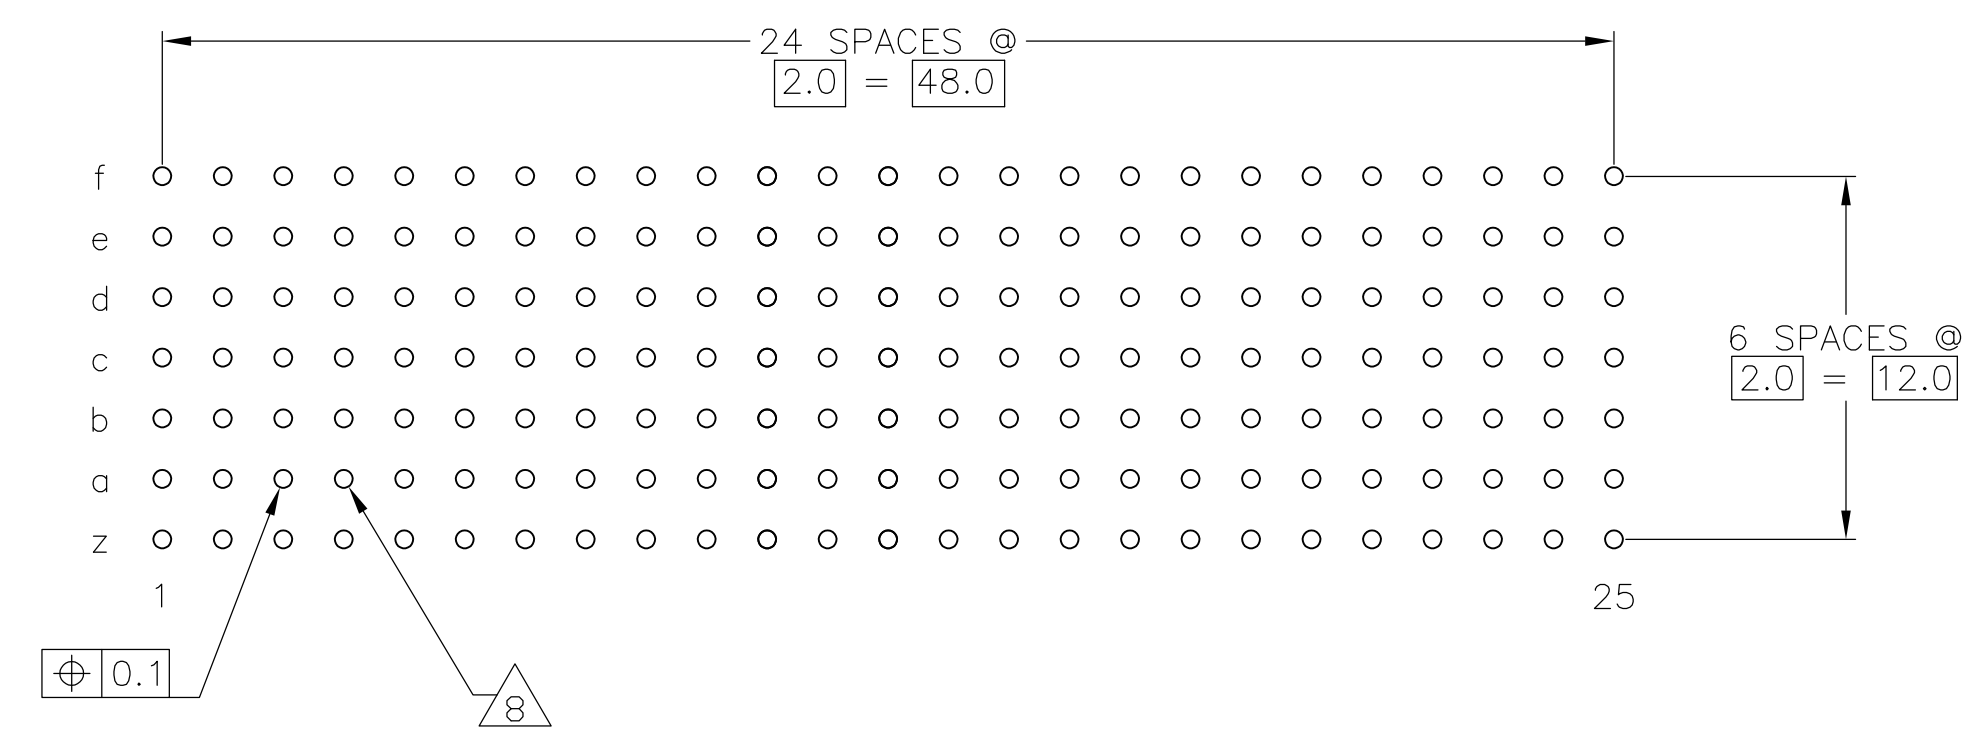 24 SPACES @
2.0 = 48.0
f
e
d
c
6 SPACES @
2.0 = 12.0
b
a
z
1 25
⌖ 0.1
8